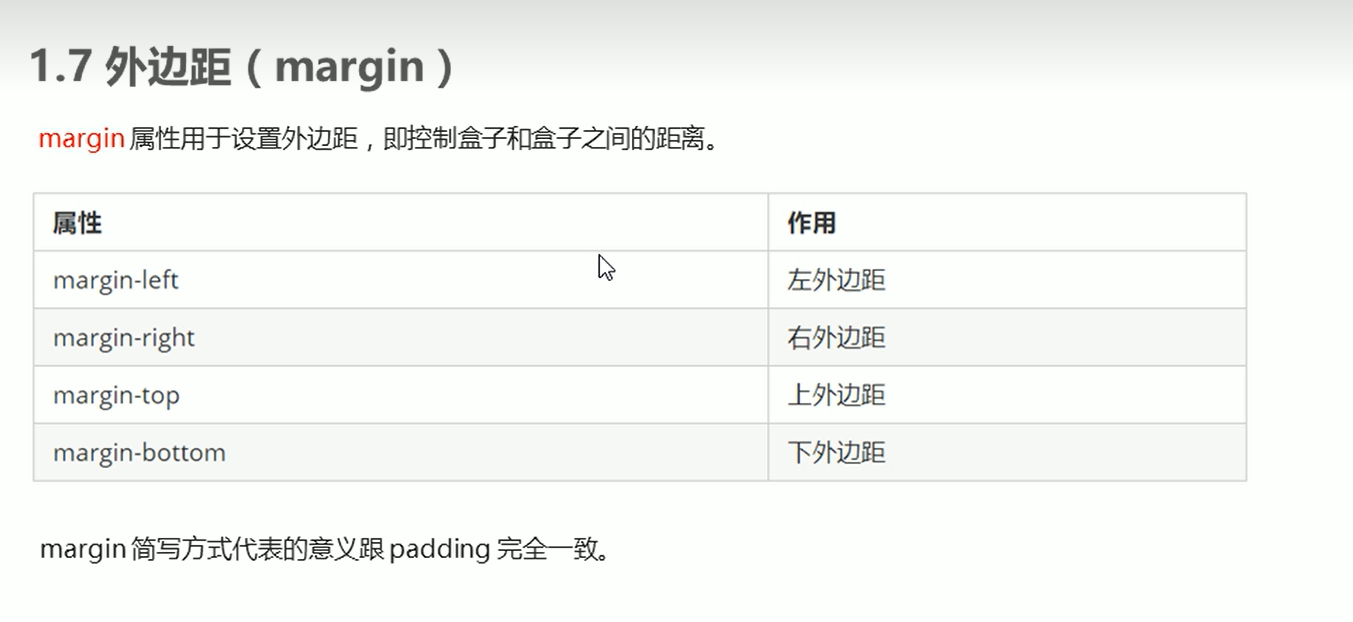 1.7 外边距（margin）
margin 属性用于设置外边距，即控制盒子和盒子之间的距离。
属性 作用
margin-left 左外边距
margin-right 右外边距
margin-top 上外边距
margin-bottom 下外边距
margin 简写方式代表的意义跟 padding 完全一致。